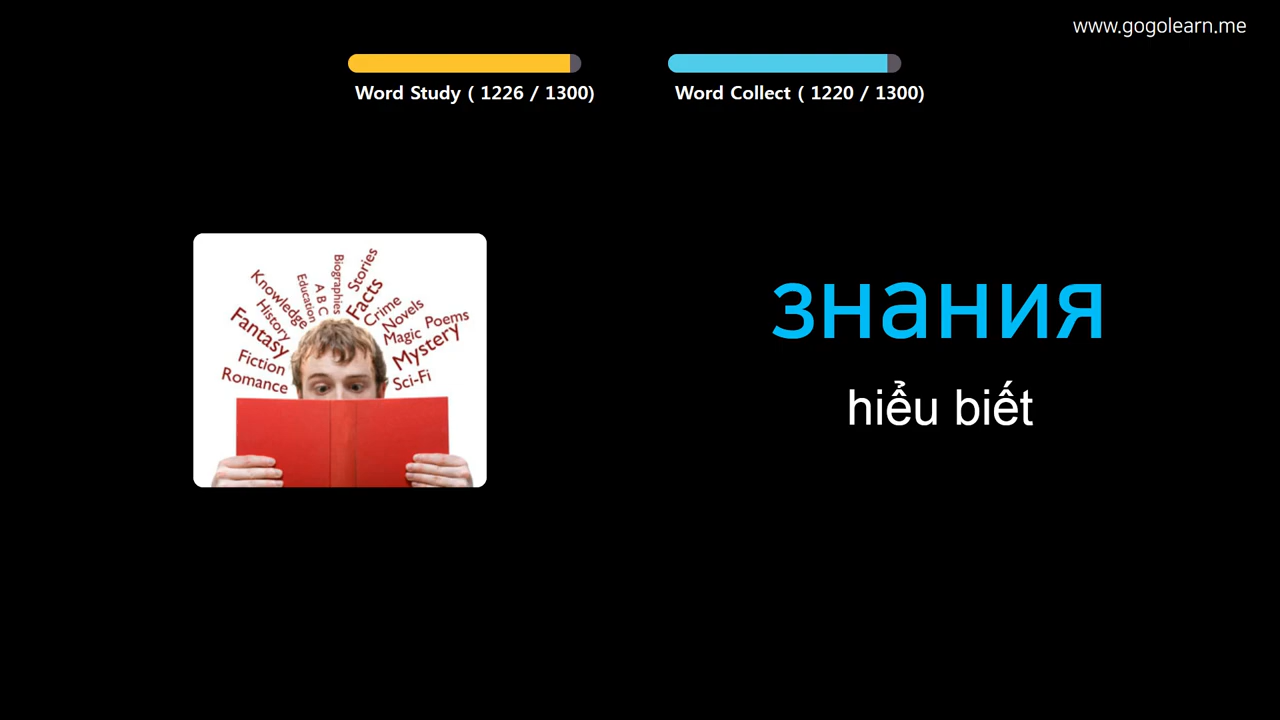 www.gogolearn.me
Word Study ( 1226 / 1300)
Word Collect ( 1220 / 1300)
Knowledge
History
Fantasy
Fiction
Romance
Education
A B C
Biographies
Stories
Facts
Crime
Novels
Magic
Poems
Mystery
Sci-Fi
знания
hiểu biết